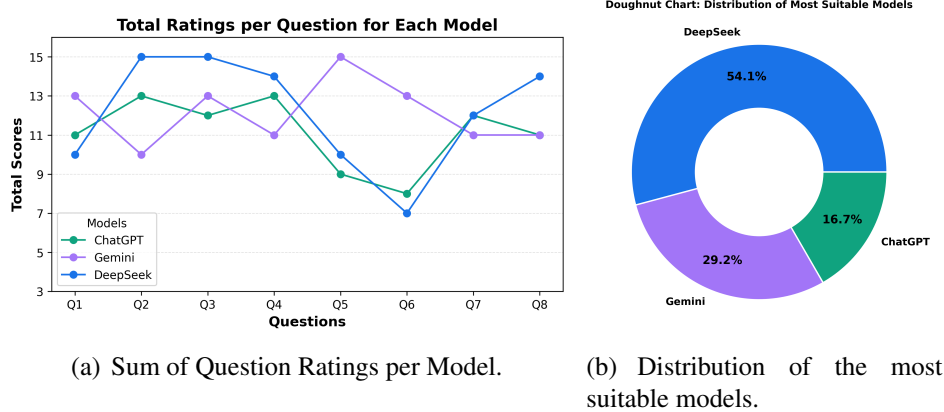 Total Ratings per Question for Each Model
Total Scores
15
13
11
9
7
5
3
Models
ChatGPT
Gemini
DeepSeek
Q1 Q2 Q3 Q4 Q5 Q6 Q7 Q8
Questions
(a) Sum of Question Ratings per Model.
Doughnut Chart: Distribution of Most Suitable Models
DeepSeek
54.1%
16.7%
ChatGPT
29.2%
Gemini
(b) Distribution of the most
suitable models.